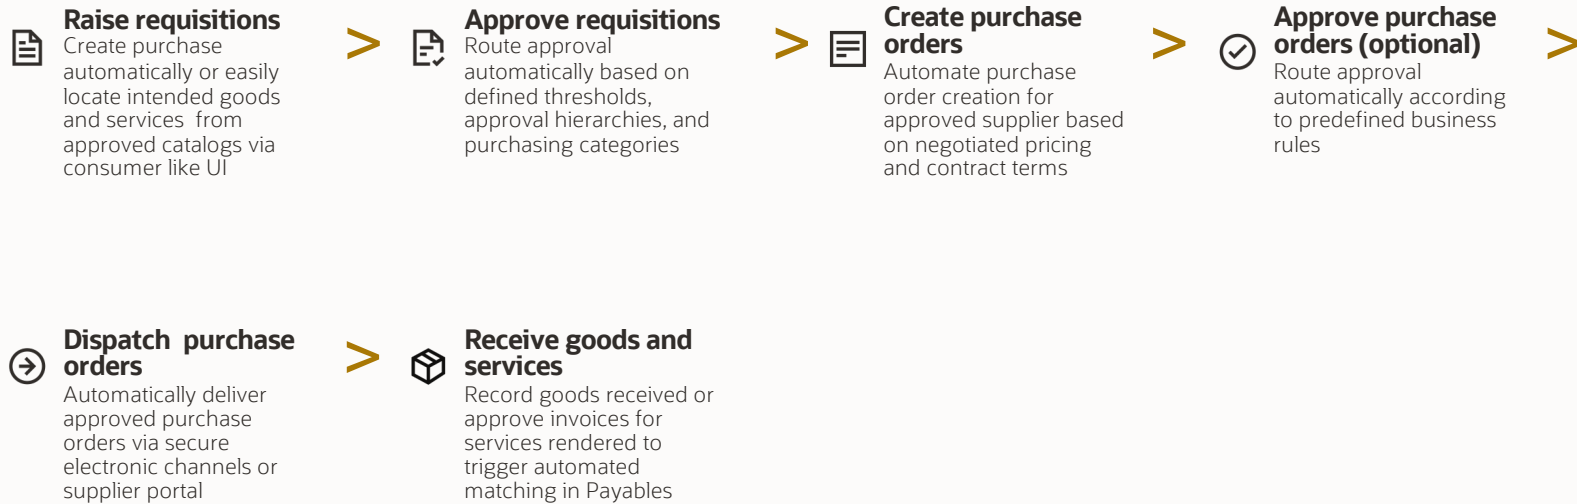 Raise requisitions
Create purchase
automatically or easily
locate intended goods
and services  from
approved catalogs via
consumer like UI
>
Approve requisitions
Route approval
automatically based on
defined thresholds,
approval hierarchies, and
purchasing categories
>
Create purchase
orders
Automate purchase
order creation for
approved supplier based
on negotiated pricing
and contract terms
>
Approve purchase
orders (optional)
Route approval
automatically according
to predefined business
rules
>
Dispatch  purchase
orders
Automatically deliver
approved purchase
orders via secure
electronic channels or
supplier portal
>
Receive goods and
services
Record goods received or
approve invoices for
services rendered to
trigger automated
matching in Payables